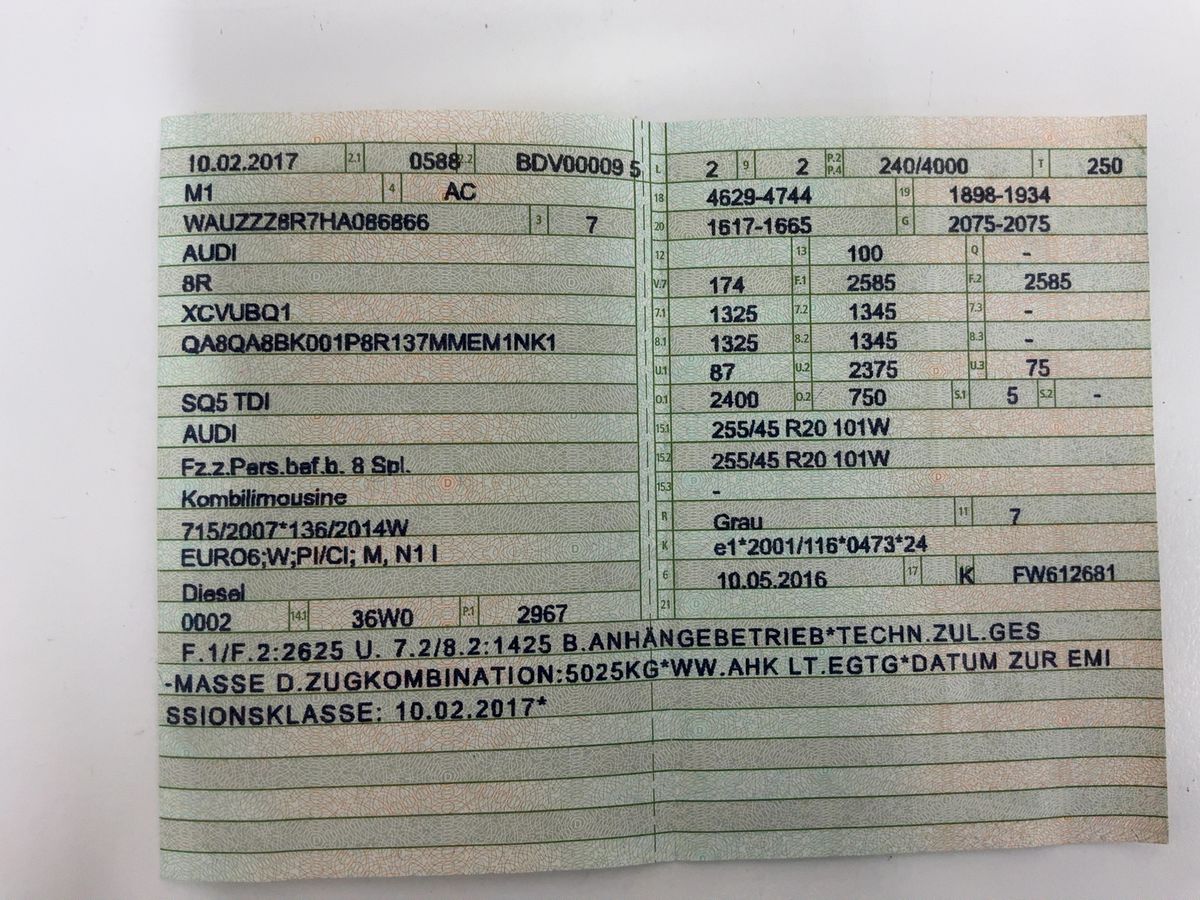 10.02.2017 2.1 0588 2.2 BDV00009 5
M1 4 AC
WAUZZZ8R7HA086866 3 7
AUDI
8R
XCVUBQ1
QA8QA8BK001P8R137MMEM1NK1
SQ5 TDI
AUDI
Fz.z.Pers.bef.b. 8 Spl.
Kombilimousine
715/2007*136/2014W
EURO6;W;PI/CI; M, N1 I
Diesel
0002 14.1 36W0 P.1 2967
L 2 9 2 P.2 P.4 240/4000 T 250
18 4629-4744 19 1898-1934
20 1617-1665 G 2075-2075
12 13 100 Q -
V.7 174 F.1 2585 F.2 2585
7.1 1325 7.2 1345 7.3 -
8.1 1325 8.2 1345 8.3 -
U.1 87 U.2 2375 U.3 75
O.1 2400 O.2 750 S.1 5 S.2 -
15.1 255/45 R20 101W
15.2 255/45 R20 101W
15.3 -
R Grau 11 7
K e1*2001/116*0473*24
6 10.05.2016 17 K FW612681
21
F.1/F.2:2625 U. 7.2/8.2:1425 B.ANHÄNGEBETRIEB*TECHN.ZUL.GES
-MASSE D.ZUGKOMBINATION:5025KG*WW.AHK LT.EGTG*DATUM ZUR EMI
SSIONSKLASSE: 10.02.2017*